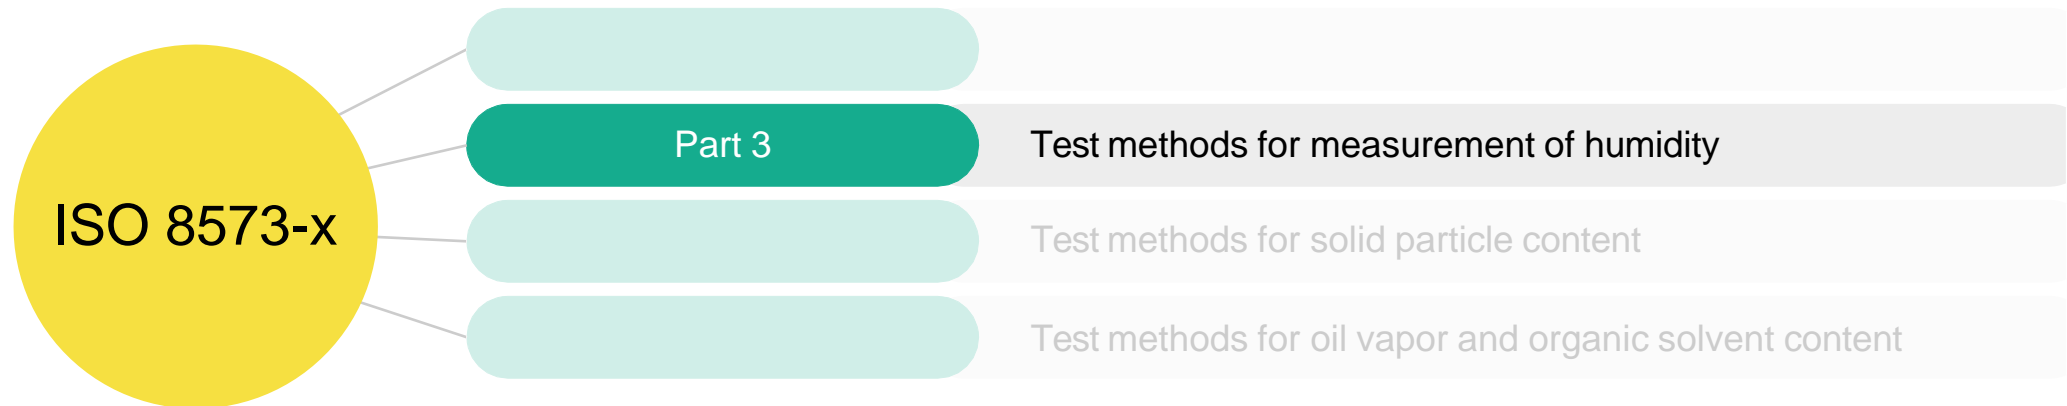 ISO 8573-x
Part 3
Test methods for measurement of humidity
Test methods for solid particle content
Test methods for oil vapor and organic solvent content